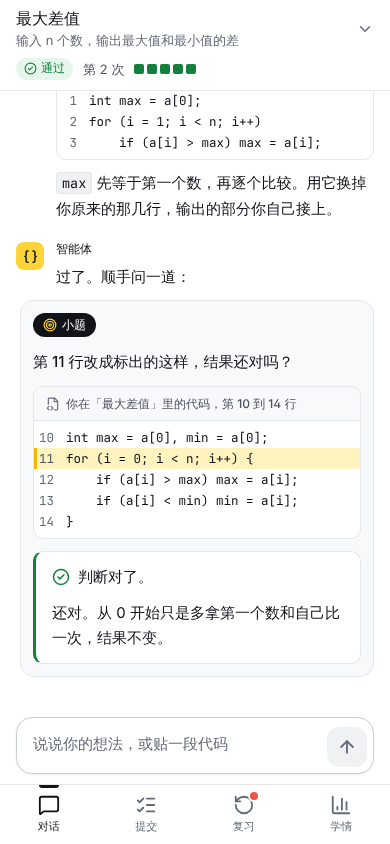 最大差值
输入 n 个数，输出最大值和最小值的差
通过 第 2 次
1 int max = a[0];
2 for (i = 1; i < n; i++)
3     if (a[i] > max) max = a[i];
max 先等于第一个数，再逐个比较。用它换掉
你原来的那几行，输出的部分你自己接上。
{} 智能体
过了。顺手问一道：
小题
第 11 行改成标出的这样，结果还对吗？
你在「最大差值」里的代码，第 10 到 14 行
10 int max = a[0], min = a[0];
11 for (i = 0; i < n; i++) {
12     if (a[i] > max) max = a[i];
13     if (a[i] < min) min = a[i];
14 }
判断对了。
还对。从 0 开始只是多拿第一个数和自己比
一次，结果不变。
说说你的想法，或贴一段代码
对话 提交 复习 学情